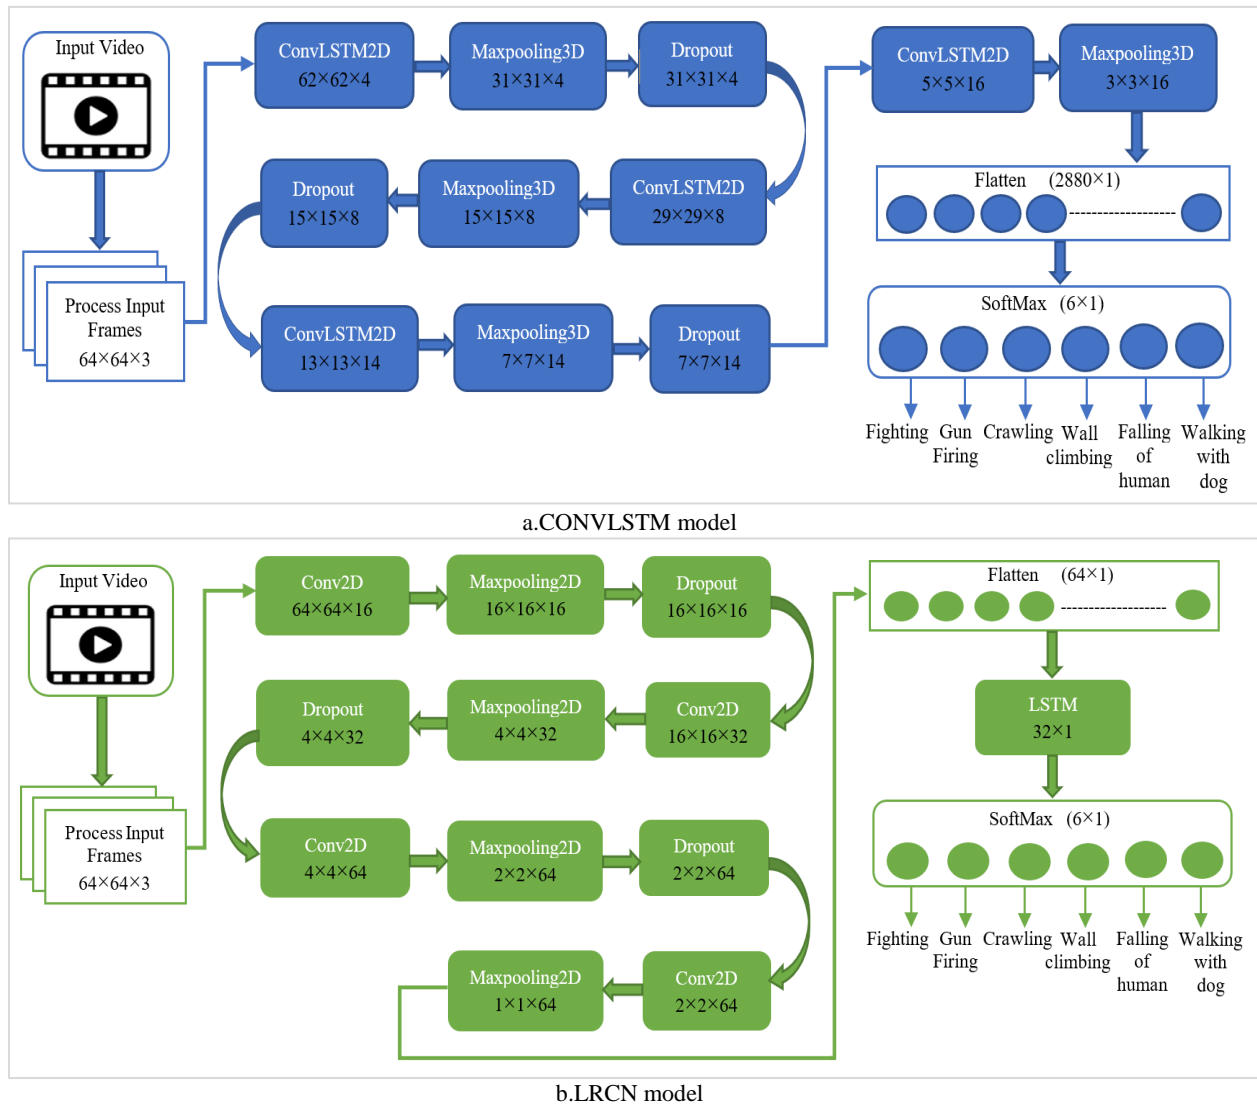 Input Video
Process Input
Frames
64×64×3
ConvLSTM2D
62×62×4
Maxpooling3D
31×31×4
Dropout
31×31×4
ConvLSTM2D
29×29×8
Maxpooling3D
15×15×8
Dropout
15×15×8
ConvLSTM2D
13×13×14
Maxpooling3D
7×7×14
Dropout
7×7×14
ConvLSTM2D
5×5×16
Maxpooling3D
3×3×16
Flatten (2880×1)
SoftMax (6×1)
Fighting
Gun
Firing
Crawling
Wall
climbing
Falling
of
human
Walking
with
dog
a.CONVLSTM model
Input Video
Process Input
Frames
64×64×3
Conv2D
64×64×16
Maxpooling2D
16×16×16
Dropout
16×16×16
Conv2D
16×16×32
Maxpooling2D
4×4×32
Dropout
4×4×32
Conv2D
4×4×64
Maxpooling2D
2×2×64
Dropout
2×2×64
Conv2D
2×2×64
Maxpooling2D
1×1×64
Flatten (64×1)
LSTM
32×1
SoftMax (6×1)
Fighting
Gun
Firing
Crawling
Wall
climbing
Falling
of
human
Walking
with
dog
b.LRCN model